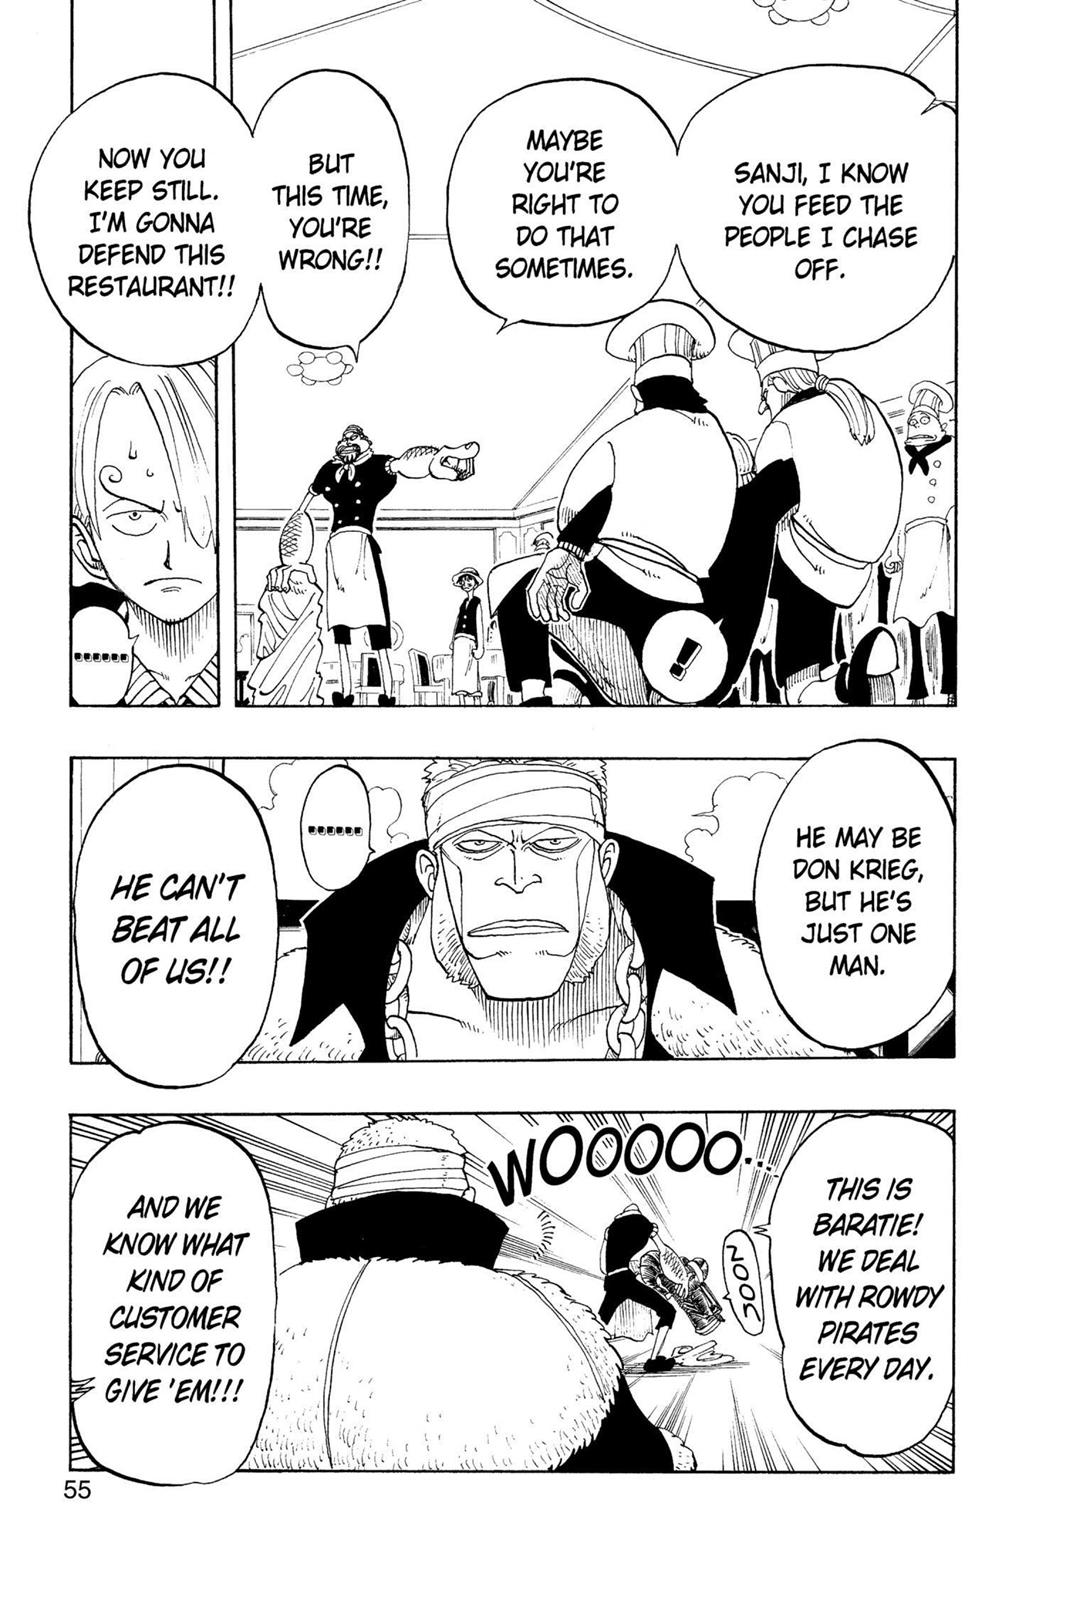 SANJI, I KNOW
YOU FEED THE
PEOPLE I CHASE
OFF.
MAYBE
YOU'RE
RIGHT TO
DO THAT
SOMETIMES.
BUT
THIS TIME,
YOU'RE
WRONG!!
NOW YOU
KEEP STILL.
I'M GONNA
DEFEND THIS
RESTAURANT!!
!
......
HE MAY BE
DON KRIEG,
BUT HE'S
JUST ONE
MAN.
......
HE CAN'T
BEAT ALL
OF US!!
THIS IS
BARATIE!
WE DEAL
WITH ROWDY
PIRATES
EVERY DAY.
WOOOOO...
NOOC
AND WE
KNOW WHAT
KIND OF
CUSTOMER
SERVICE TO
GIVE 'EM!!!
55